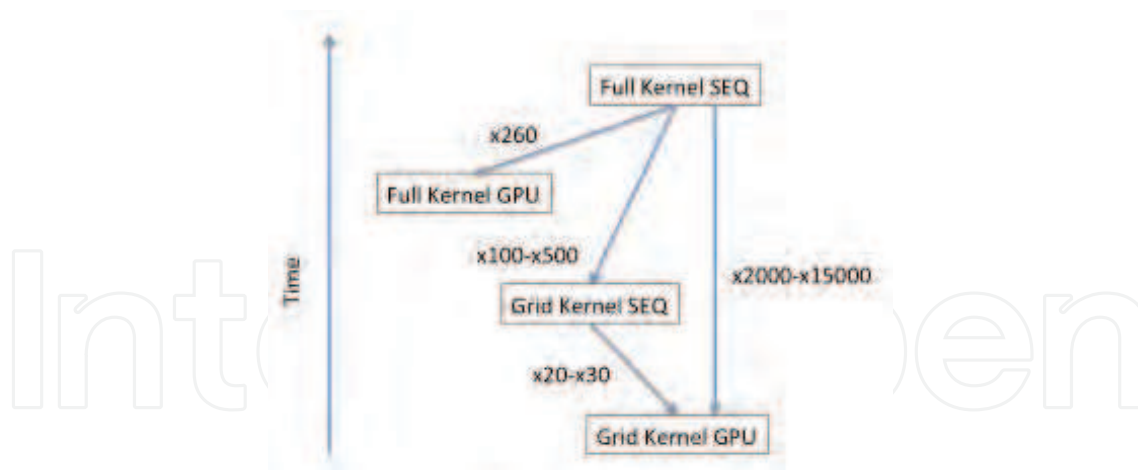 Full Kernel SEQ
x260
Full Kernel GPU
x100-x500
Time
x2000-x15000
Grid Kernel SEQ
x20-x30
Grid Kernel GPU